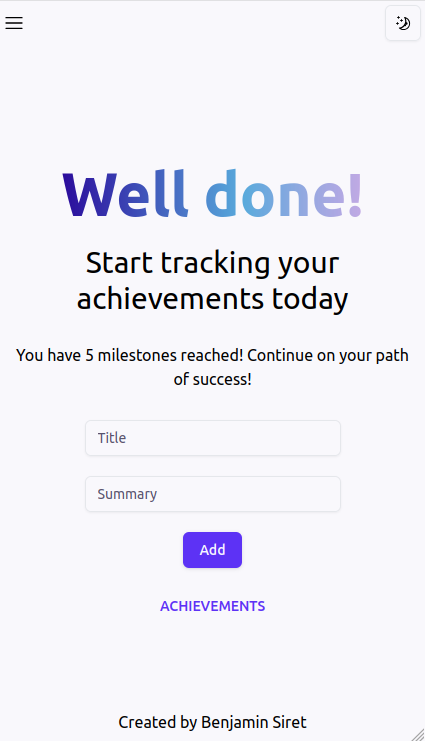 Well done!
Start tracking your
achievements today
You have 5 milestones reached! Continue on your path
of success!
Title
Summary
Add
ACHIEVEMENTS
Created by Benjamin Siret